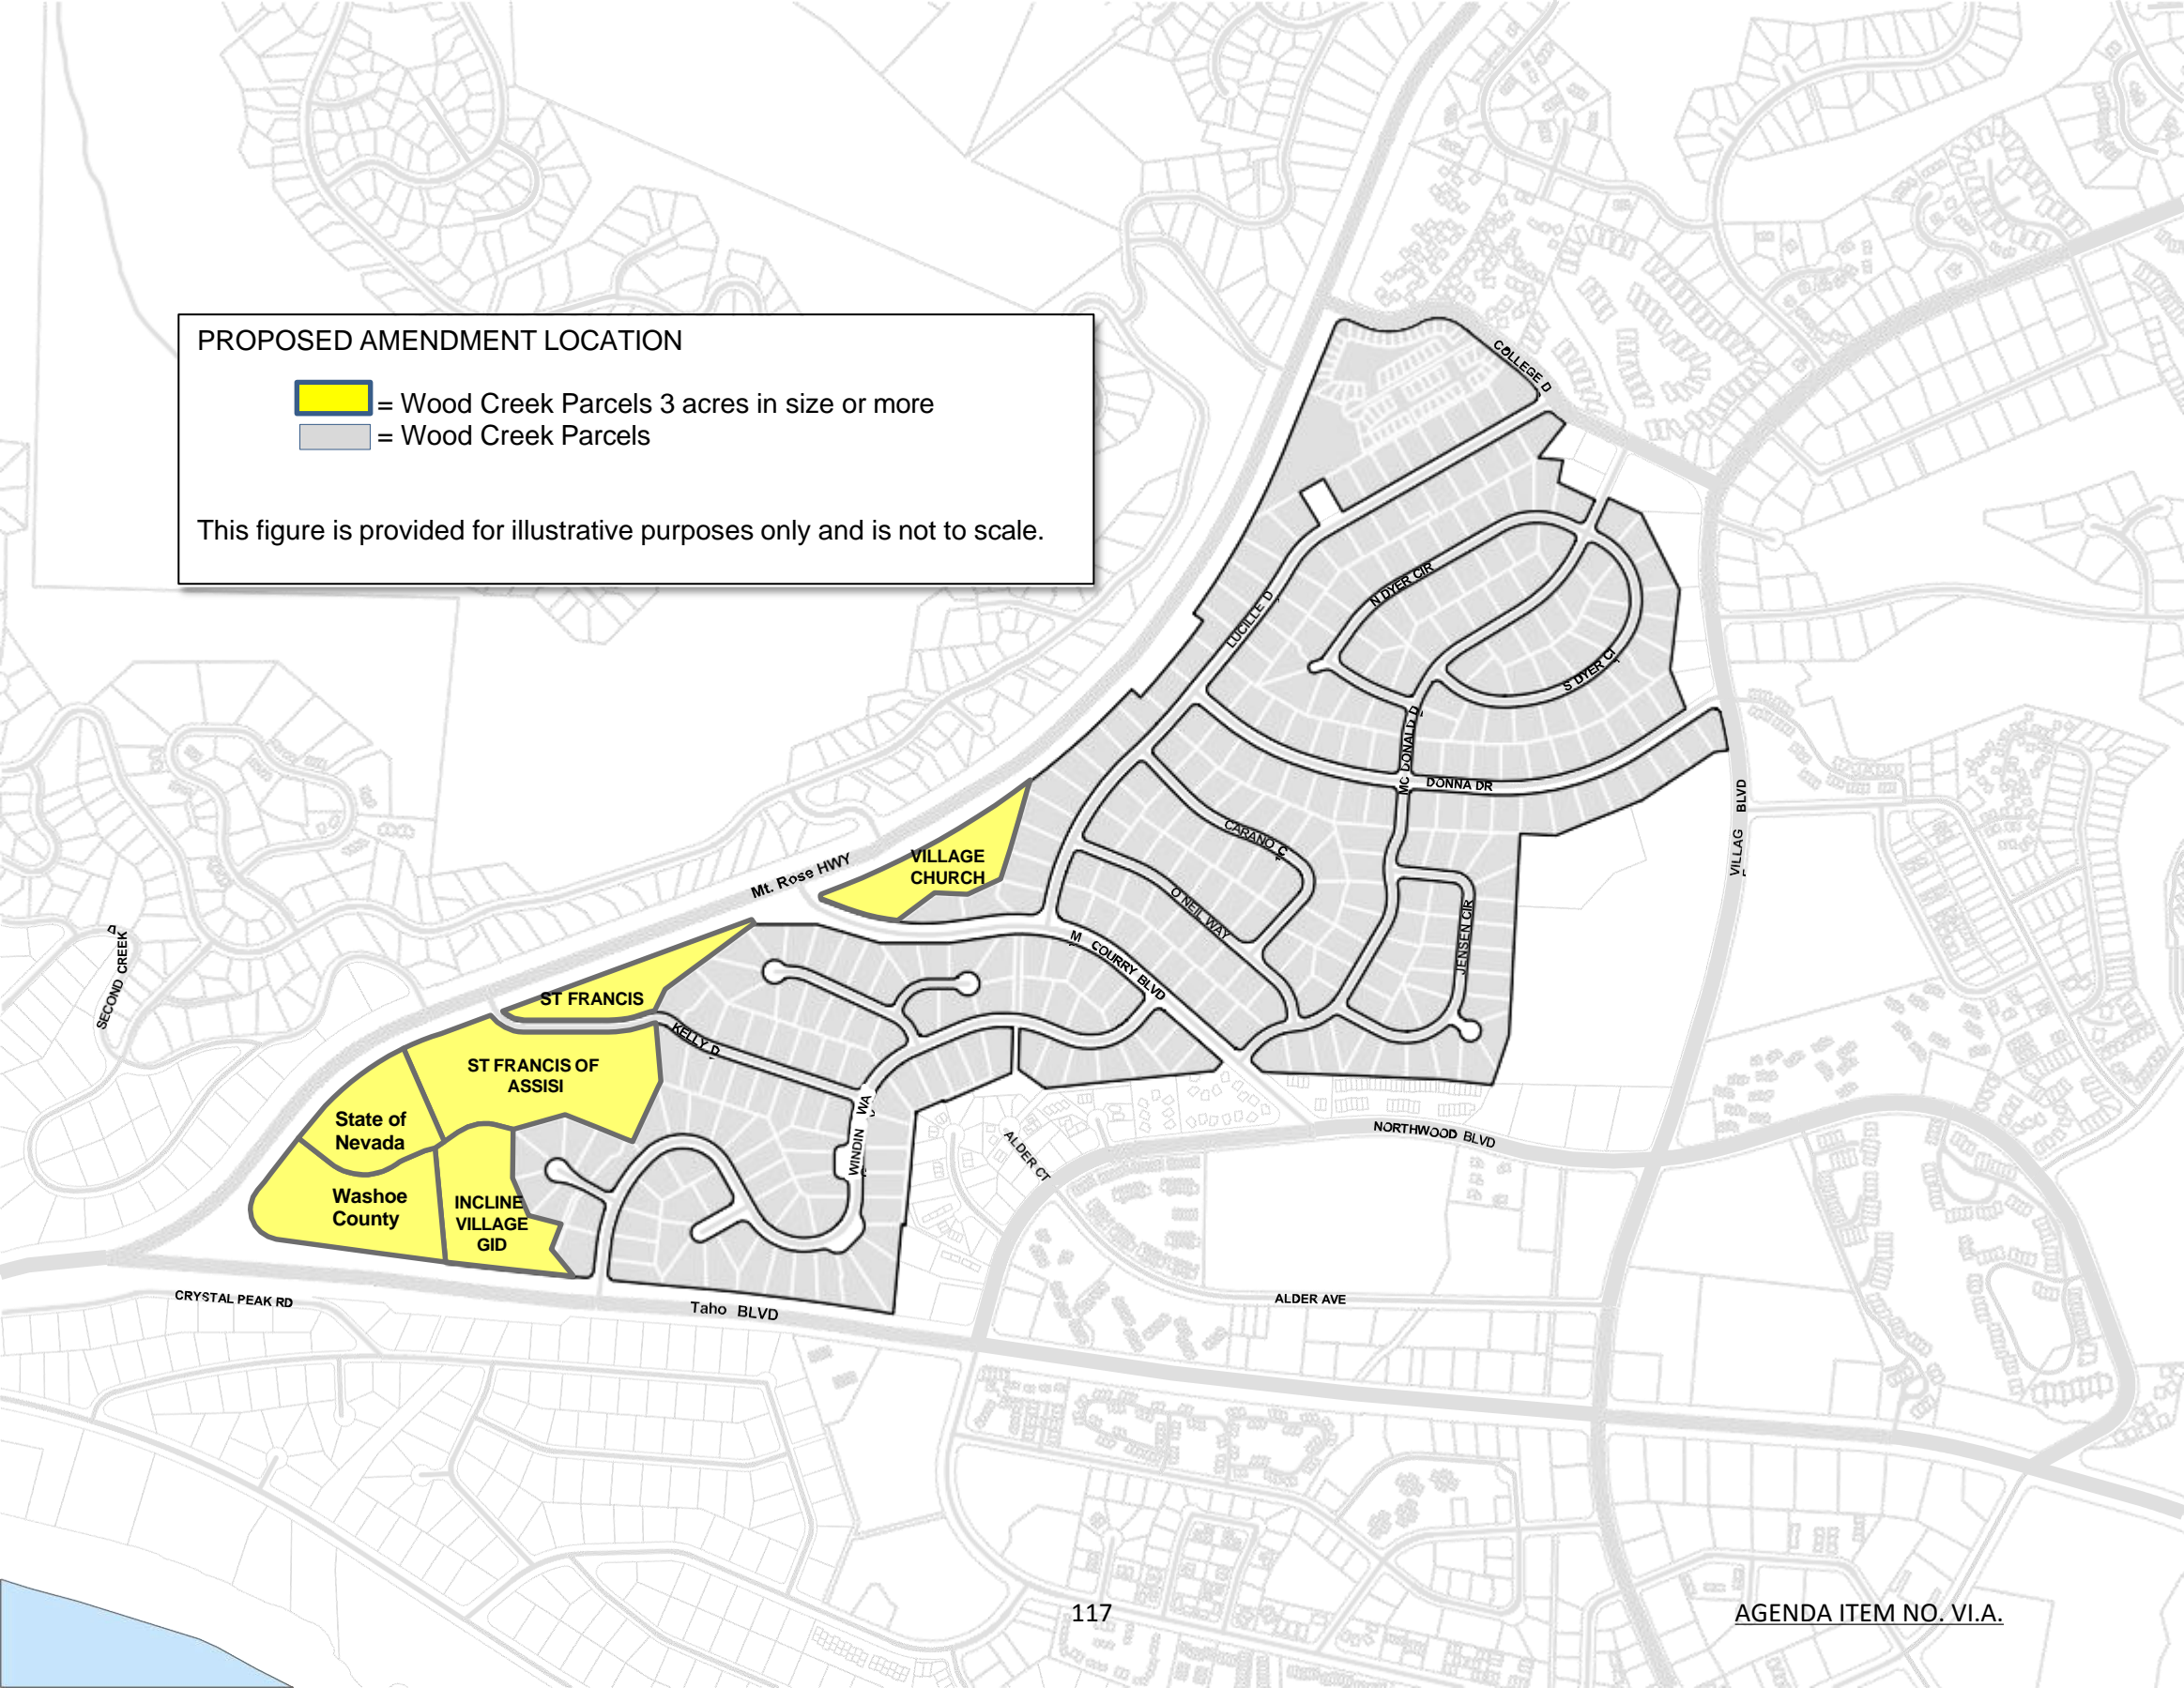 PROPOSED AMENDMENT LOCATION
= Wood Creek Parcels 3 acres in size or more
= Wood Creek Parcels
This figure is provided for illustrative purposes only and is not to scale.
COLLEGE D
N DYER CIR
LUCILLE D
S DYER CI
MC DONALD D
DONNA DR
VILLAG BLVD
CARANO C
VILLAGE
CHURCH
Mt. Rose HWY
O NEIL WAY
JENSEN CIR
M COURRY BLVD
SECOND CREEK D
ST FRANCIS
KELLY D
ST FRANCIS OF
ASSISI
State of
Nevada
WINDIN WA
ALDER CT
NORTHWOOD BLVD
Washoe
County
INCLINE
VILLAGE
GID
CRYSTAL PEAK RD
Taho BLVD
ALDER AVE
117
AGENDA ITEM NO. VI.A.